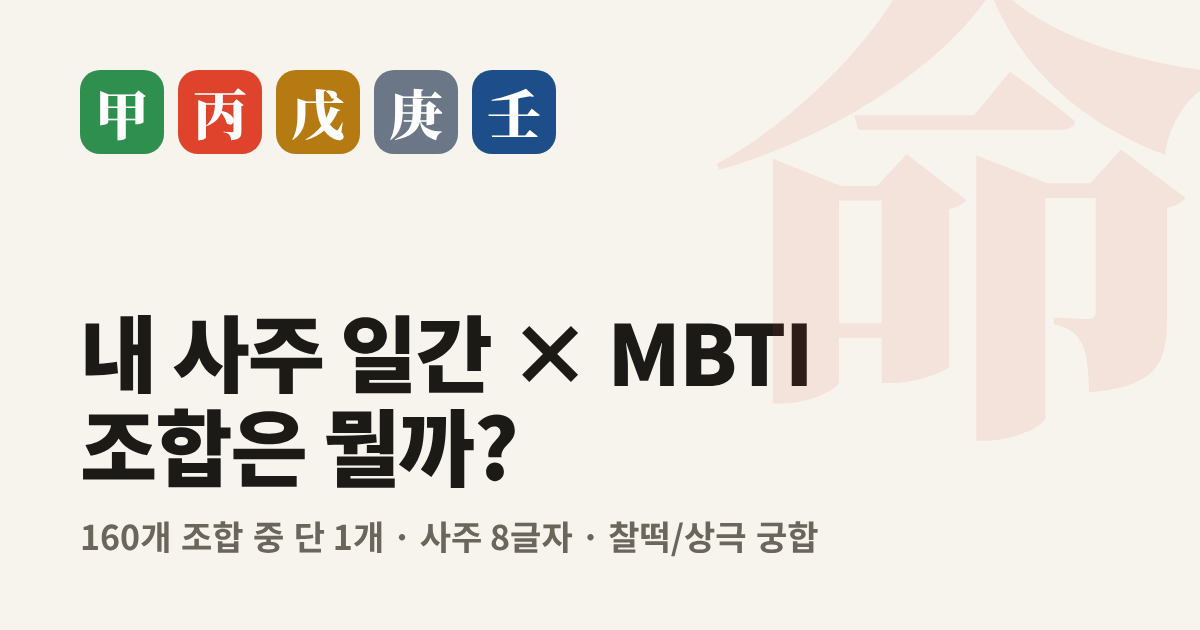 甲 丙 戊 庚 壬
命
내 사주 일간 × MBTI
조합은 뭘까?
160개 조합 중 단 1개 · 사주 8글자 · 찰떡/상극 궁합